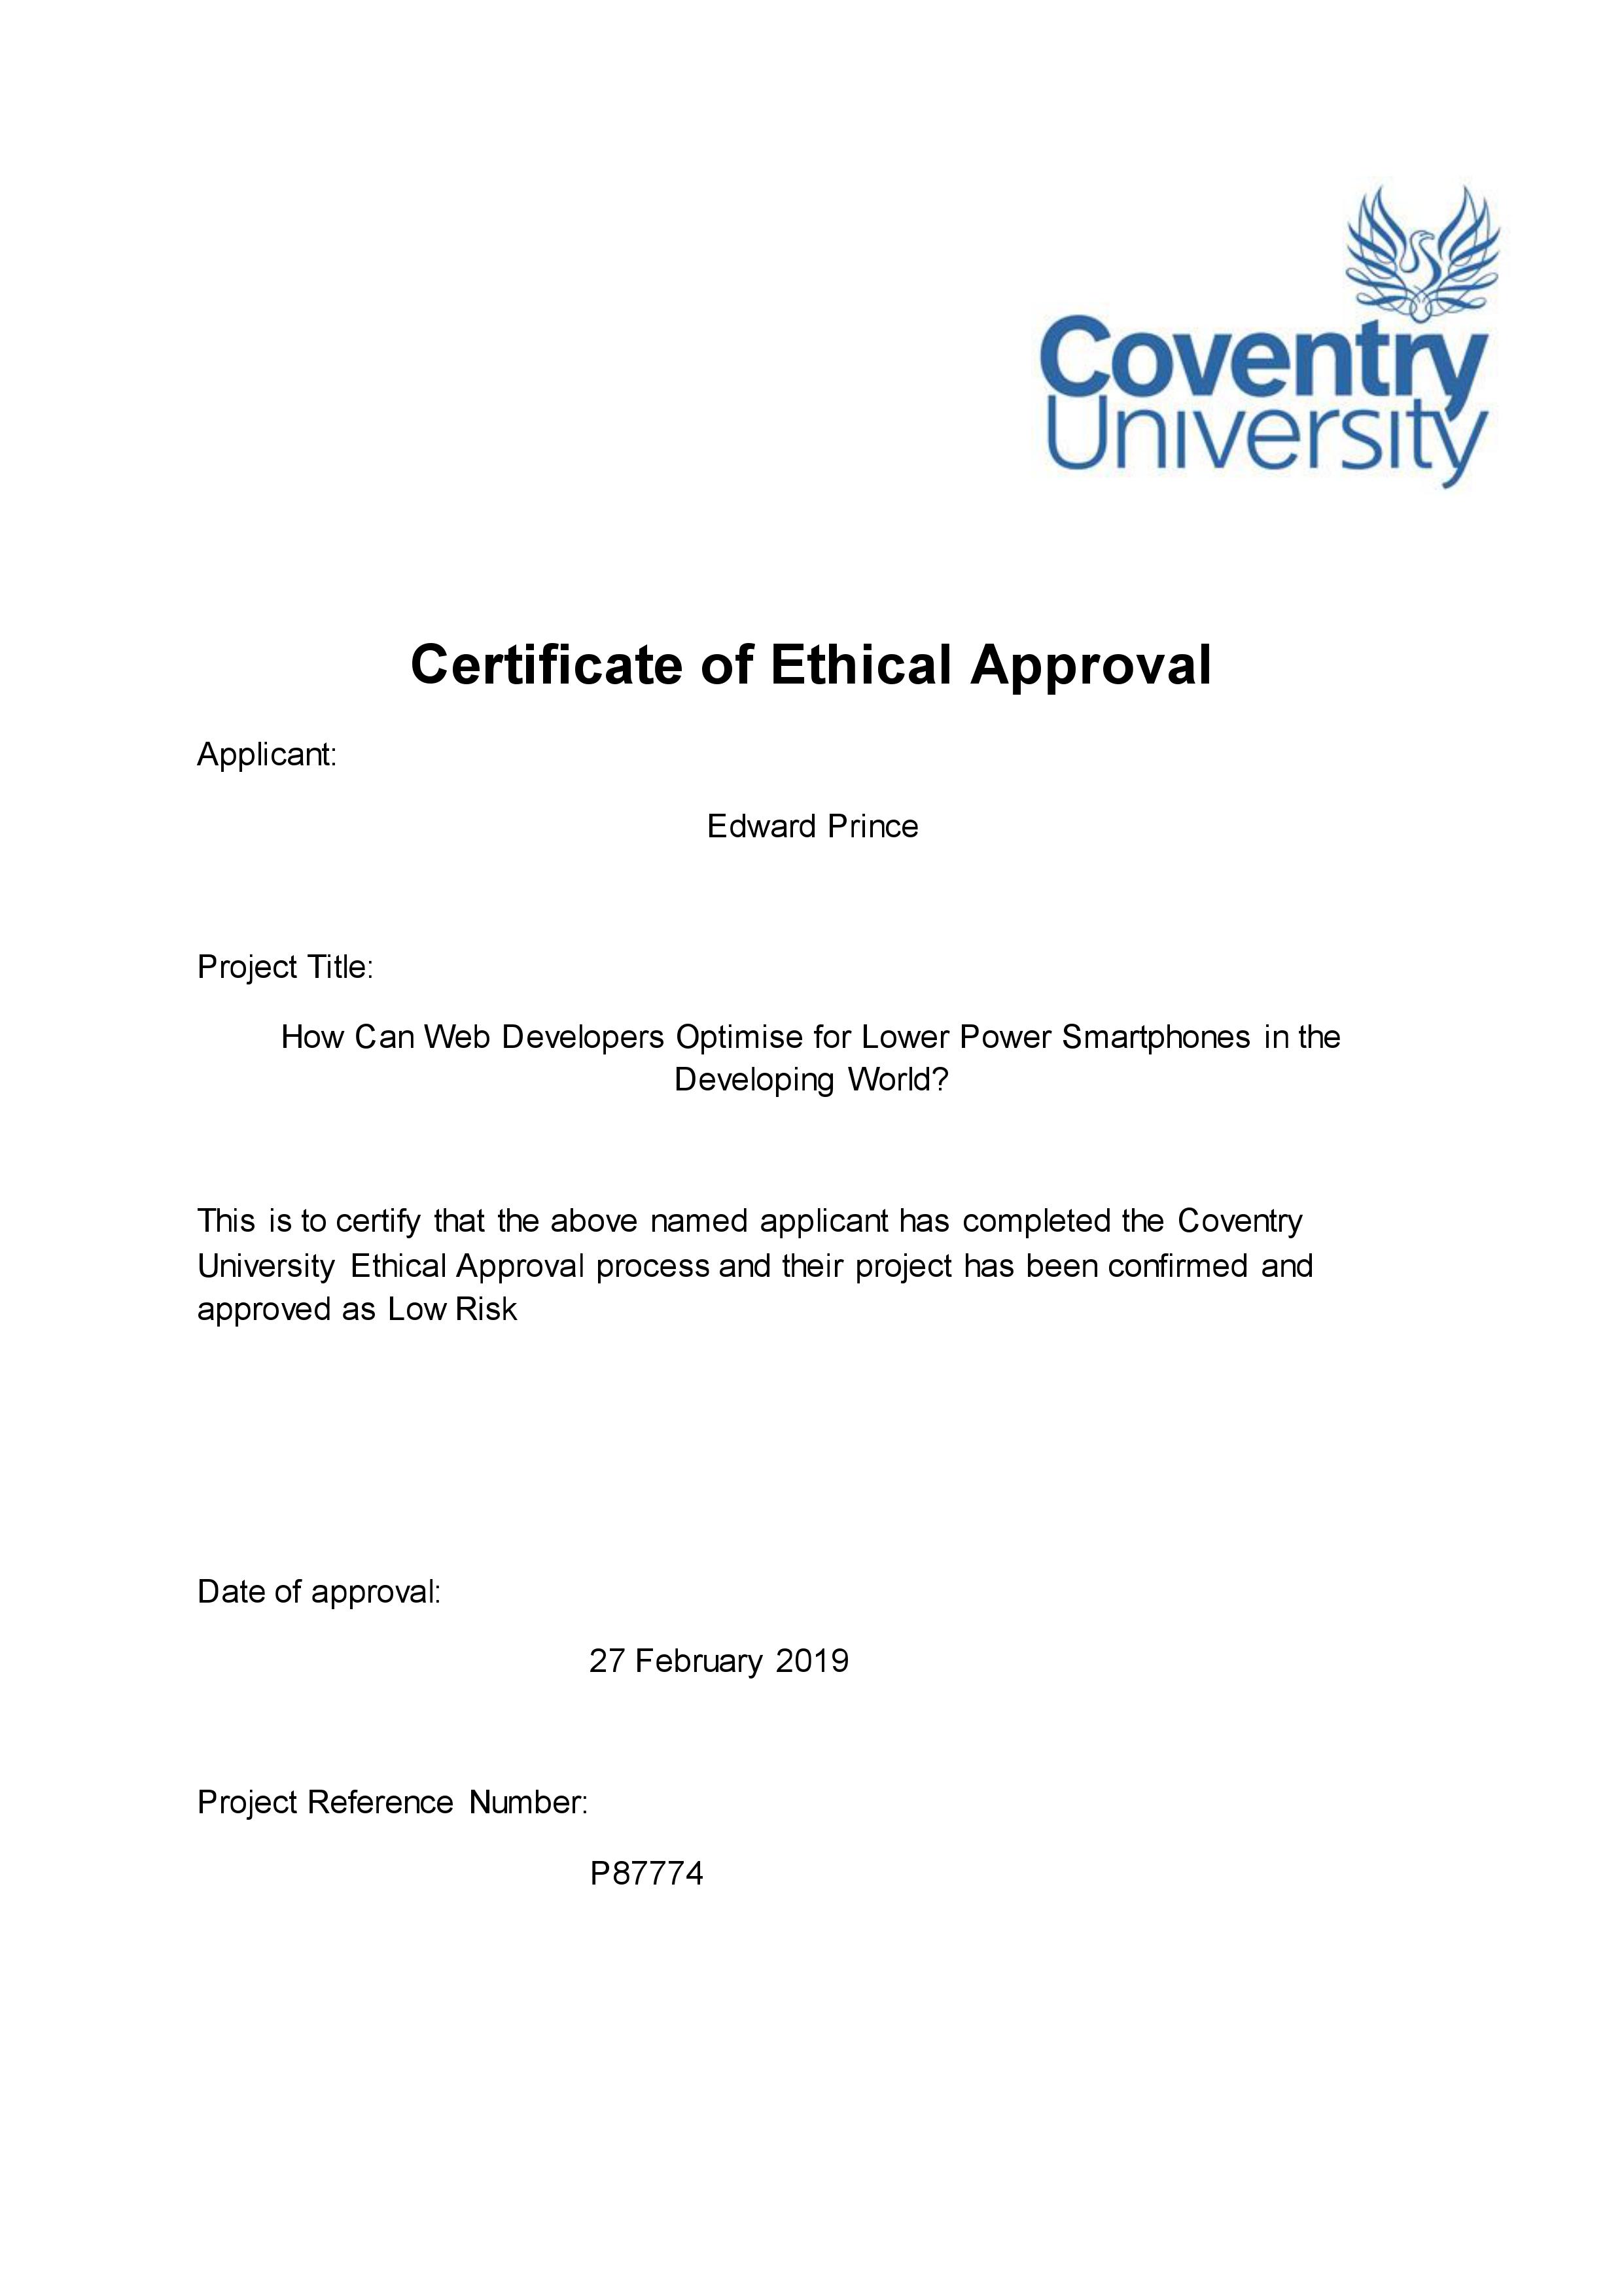 Coventry
University
Certificate of Ethical Approval
Applicant:
Edward Prince
Project Title:
How Can Web Developers Optimise for Lower Power Smartphones in the
Developing World?
This is to certify that the above named applicant has completed the Coventry
University Ethical Approval process and their project has been confirmed and
approved as Low Risk
Date of approval:
27 February 2019
Project Reference Number:
P87774